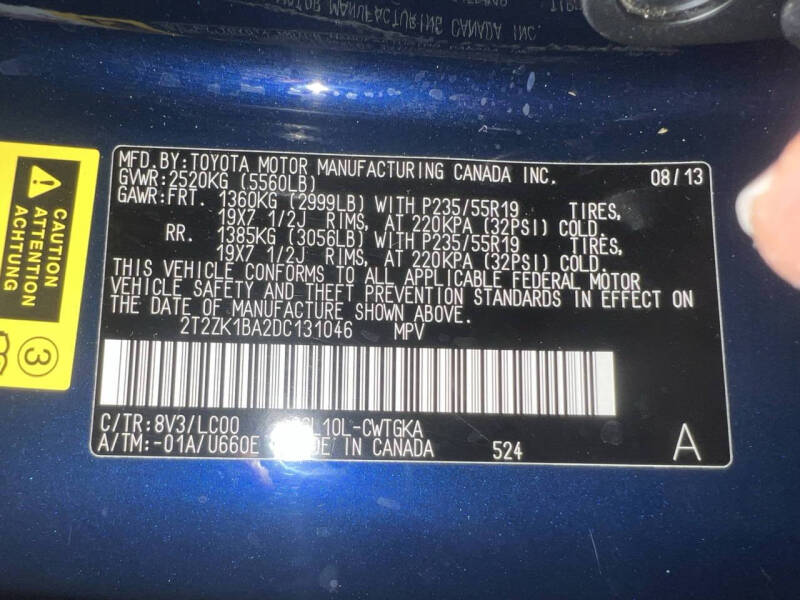 MFD.BY:TOYOTA MOTOR MANUFACTURING CANADA INC. 08/13
GVWR:2520KG (5560LB)
GAWR:FRT. 1360KG (2999LB) WITH P235/55R19 TIRES,
19X7 1/2J RIMS, AT 220KPA (32PSI) COLD.
RR. 1385KG (3056LB) WITH P235/55R19 TIRES,
19X7 1/2J RIMS, AT 220KPA (32PSI) COLD.
THIS VEHICLE CONFORMS TO ALL APPLICABLE FEDERAL MOTOR
VEHICLE SAFETY AND THEFT PREVENTION STANDARDS IN EFFECT ON
THE DATE OF MANUFACTURE SHOWN ABOVE.
2T2ZK1BA2DC131046 MPV
C/TR:8V3/LC00 L10L-CWTGKA
A/TM:-01A/U660E IN CANADA 524 A
CAUTION
ATTENTION
ACHTUNG
3